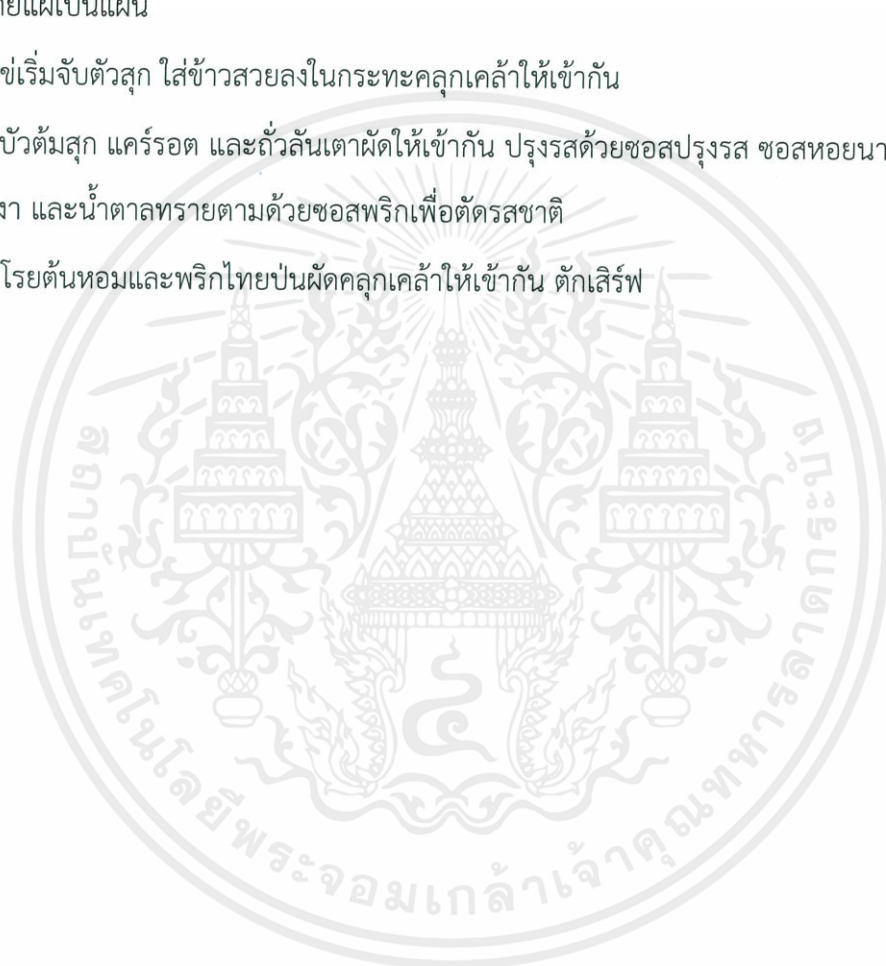 ข่เริ่มจับตัวสุก ใส่ข้าวสวยลงในกระทะคลุกเคล้าให้เข้ากัน
บัวต้มสุก แคร์รอต และถั่วลันเตาผัดให้เข้ากัน ปรุงรสด้วยซอสปรุงรส ซอสหอยนา
งา และน้ำตาลทรายตามด้วยซอสพริกเพื่อตัดรสชาติ
โรยต้นหอมและพริกไทยป่นผัดคลุกเคล้าให้เข้ากัน ตักเสิร์ฟ
สถาบันเทคโนโลยีพระจอมเกล้าเจ้าคุณทหารลาดกระบัง